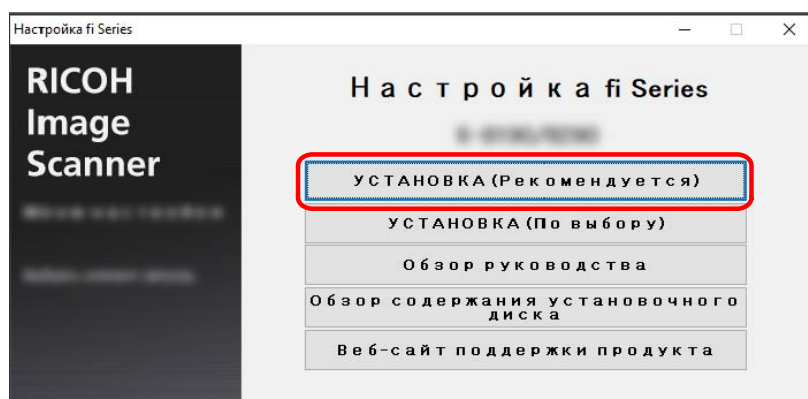 Настройка fi Series
RICOH
Image
Scanner
Настройка fi Series
УСТАНОВКА (Рекомендуется)
УСТАНОВКА (По выбору)
Обзор руководства
Обзор содержания установочного
диска
Веб-сайт поддержки продукта